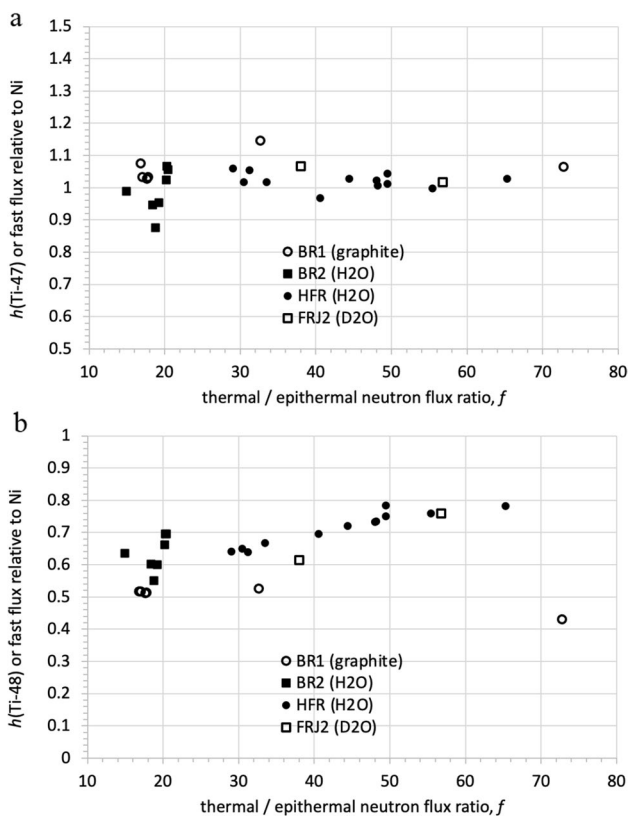 a
h(Ti-47) or fast flux relative to Ni
1.5
1.4
1.3
1.2
1.1
1
0.9
0.8
0.7
0.6
0.5
BR1 (graphite)
BR2 (H2O)
HFR (H2O)
FRJ2 (D2O)
10 20 30 40 50 60 70 80
thermal / epithermal neutron flux ratio, f
b
h(Ti-48) or fast flux relative to Ni
1
0.9
0.8
0.7
0.6
0.5
0.4
0.3
0.2
0.1
0
BR1 (graphite)
BR2 (H2O)
HFR (H2O)
FRJ2 (D2O)
10 20 30 40 50 60 70 80
thermal / epithermal neutron flux ratio, f